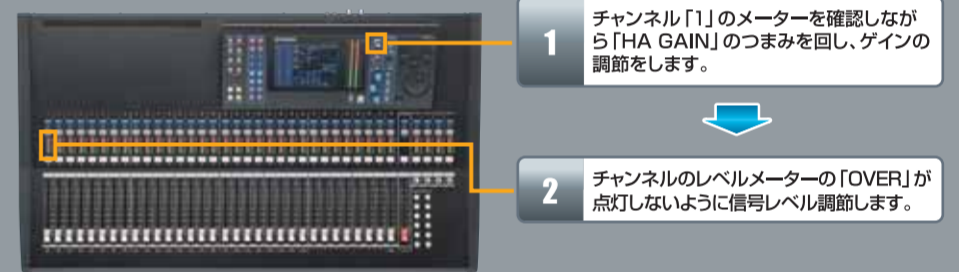 1
チャンネル「1」のメーターを確認しなが
ら「HA GAIN」のつまみを回し、ゲインの
調節をします。
2
チャンネルのレベルメーターの「OVER」が
点灯しないように信号レベル調節します。